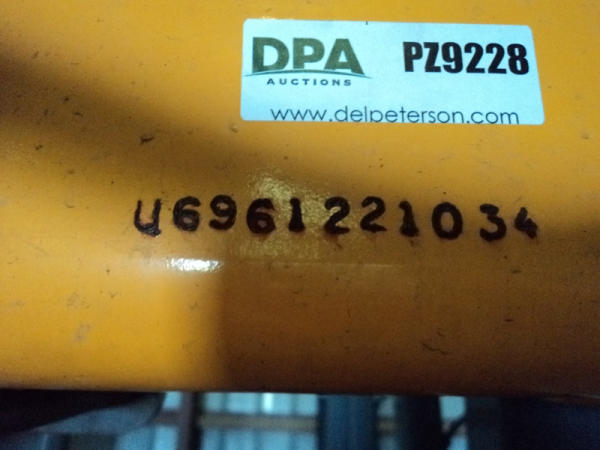 DPA PZ9228
AUCTIONS
www.delpeterson.com
U6961221034